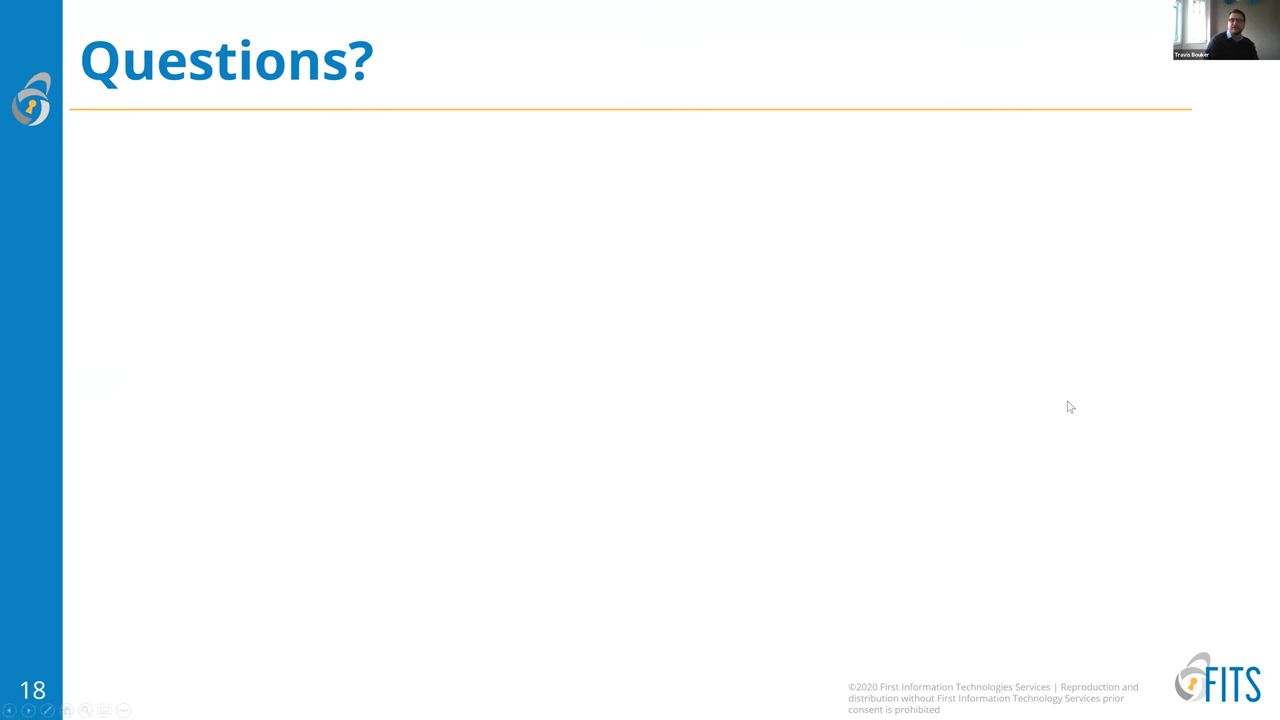 Questions?
Travis Bouker
18
©2020 First Information Technologies Services | Reproduction and
distribution without First Information Technology Services prior
consent is prohibited
FITS